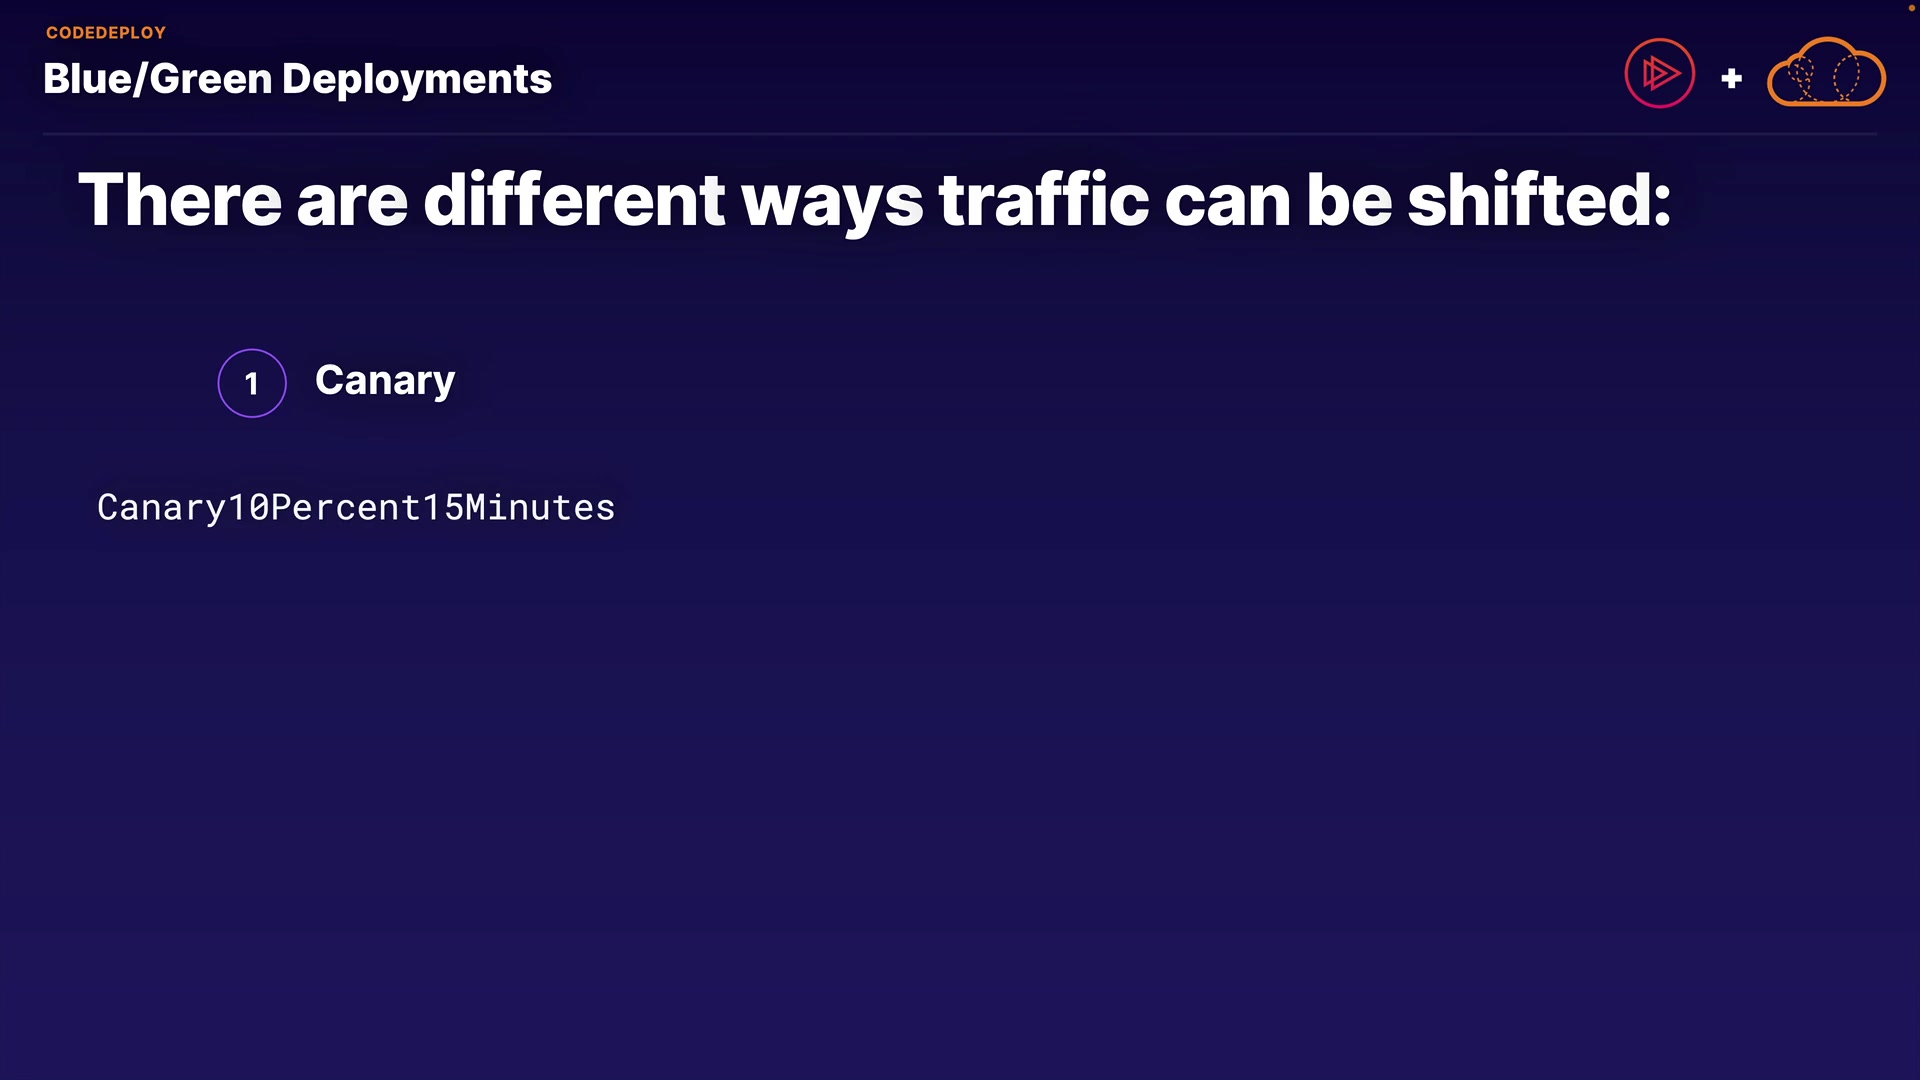 CODEDEPLOY
Blue/Green Deployments
+
There are different ways traffic can be shifted:
1 Canary
Canary10Percent15Minutes